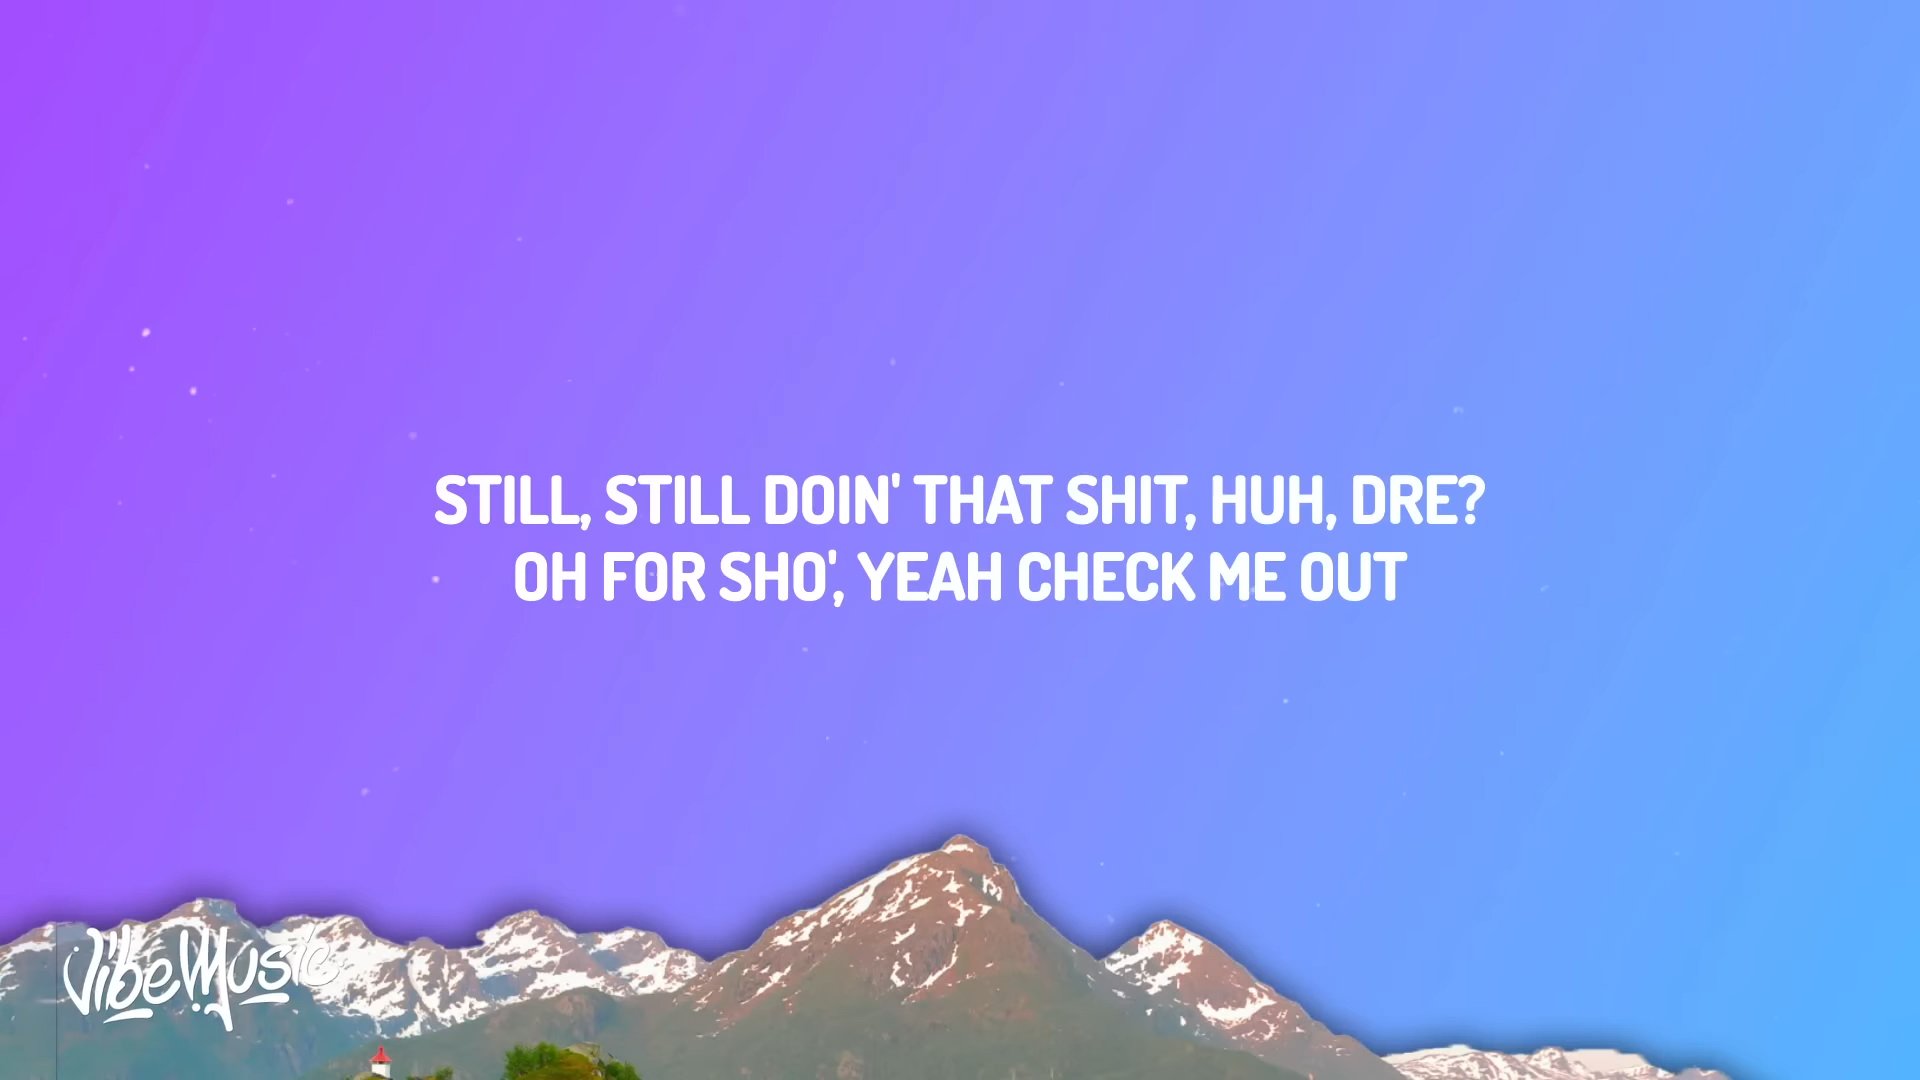 STILL, STILL DOIN' THAT SHIT, HUH, DRE?
OH FOR SHO', YEAH CHECK ME OUT
VibeMusic